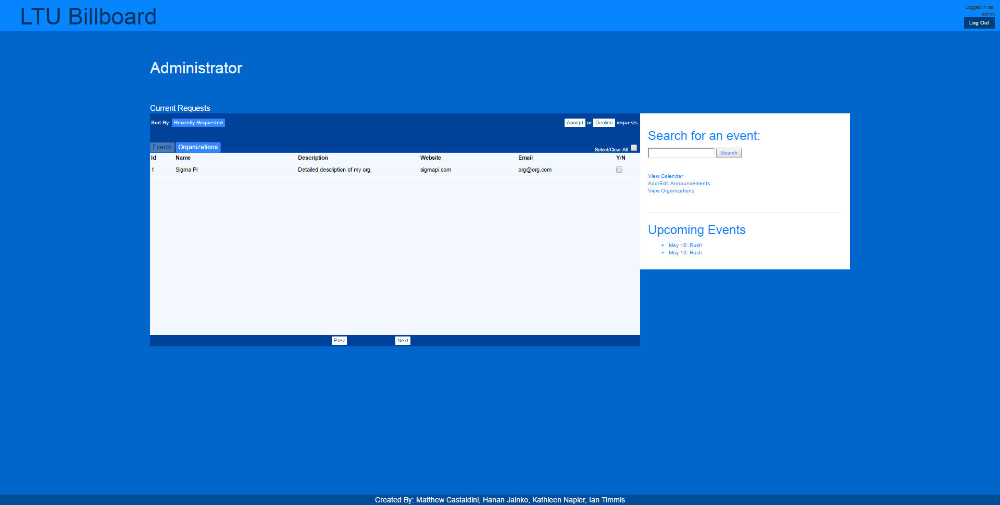 LTU Billboard
Logged in as:
admin
Log Out
Administrator
Current Requests
Sort By: Recently Requested
Accept or Decline requests.
Events Organizations
Select/Clear All:
Id Name Description Website Email Y/N
1 Sigma Pi Detailed description of my org. sigmapi.com org@org.com
Prev Next
Search for an event:
Search
View Calendar
Add/Edit Announcements
View Organizations
Upcoming Events
• May 10: Rush
• May 10: Rush
Created By: Matthew Castaldini, Hanan Jalnko, Kathleen Napier, Ian Timmis